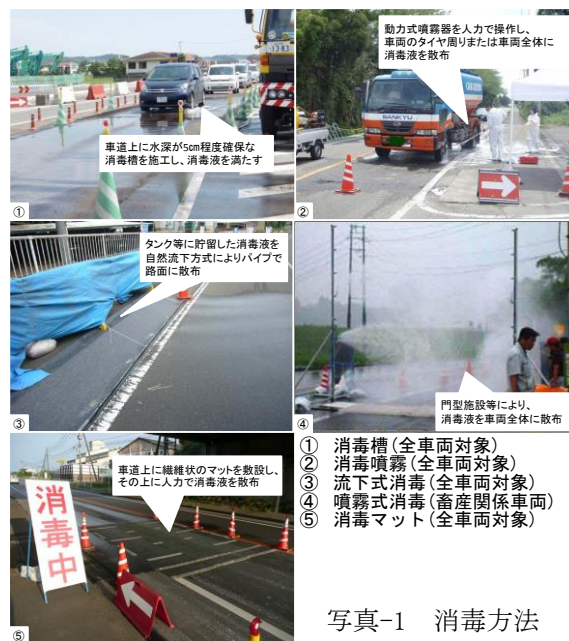 車道上に水深が5cm程度確保な
消毒槽を施工し、消毒液を満たす
①
動力式噴霧器を人力で操作し、
車両のタイヤ周りまたは車両全体に
消毒液を散布
BANKYU
②
タンク等に貯留した消毒液を
自然流下方式によりパイプで
路面に散布
③
門型施設等により、
消毒液を車両全体に散布
④
車道上に繊維状のマットを敷設し、
その上に人力で消毒液を散布
消毒中
⑤
① 消毒槽(全車両対象)
② 消毒噴霧(全車両対象)
③ 流下式消毒(全車両対象)
④ 噴霧式消毒(畜産関係車両)
⑤ 消毒マット(全車両対象)
写真-1 消毒方法